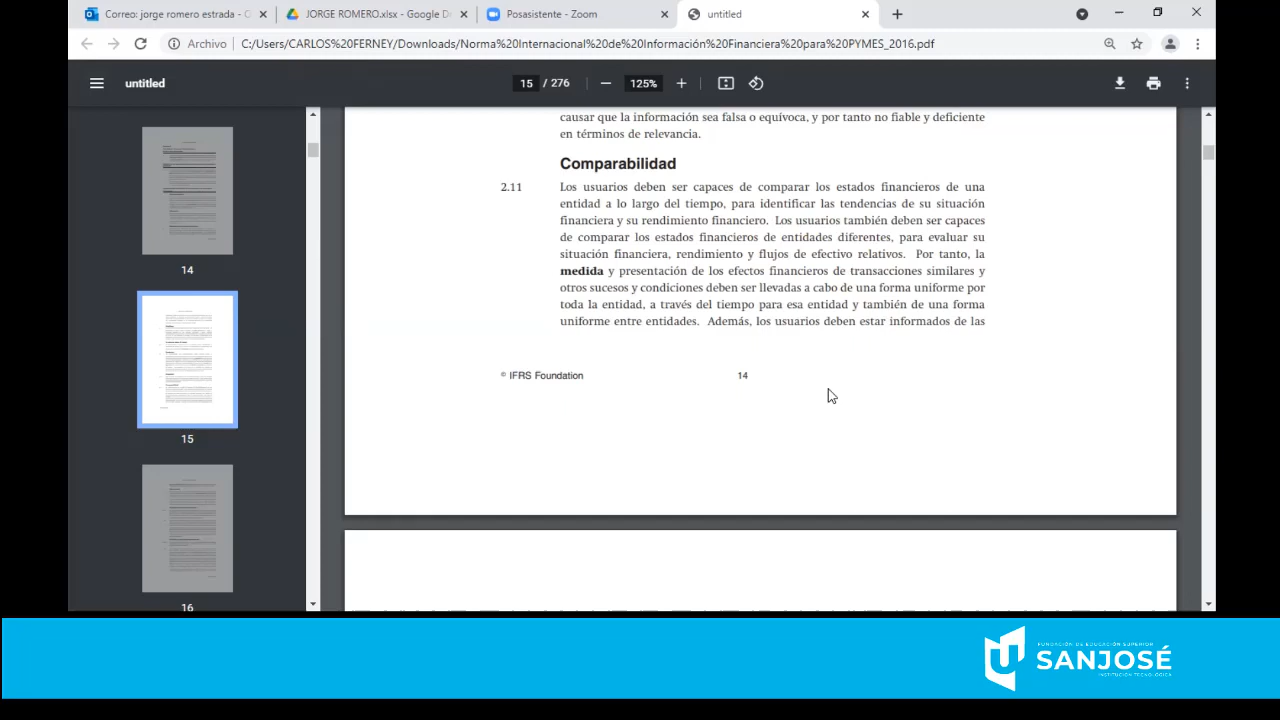 Correo: jorge romero estrada - O
JORGE ROMERO.xlsx - Google D
Posasistente - Zoom
untitled
Archivo
C:/Users/CARLOS%20FERNEY/Downloads/Norma%20Internacional%20de%20Información%20Financiera%20para%20PYMES_2016.pdf
untitled
15 / 276
125%
14
15
16
causar que la información sea falsa o equívoca, y por tanto no fiable y deficiente
en términos de relevancia.
Comparabilidad
2.11 Los usuarios deben ser capaces de comparar los estados financieros de una
entidad a lo largo del tiempo, para identificar las tendencias de su situación
financiera y su rendimiento financiero. Los usuarios también deben ser capaces
de comparar los estados financieros de entidades diferentes, para evaluar su
situación financiera, rendimiento y flujos de efectivo relativos. Por tanto, la
medida y presentación de los efectos financieros de transacciones similares y
otros sucesos y condiciones deben ser llevadas a cabo de una forma uniforme por
toda la entidad, a través del tiempo para esa entidad y también de una forma
uniforme entre entidades. Además, los usuarios deben estar informados de las
© IFRS Foundation
14
FUNDACIÓN DE EDUCACIÓN SUPERIOR
SANJOSÉ
INSTITUCIÓN TECNOLÓGICA